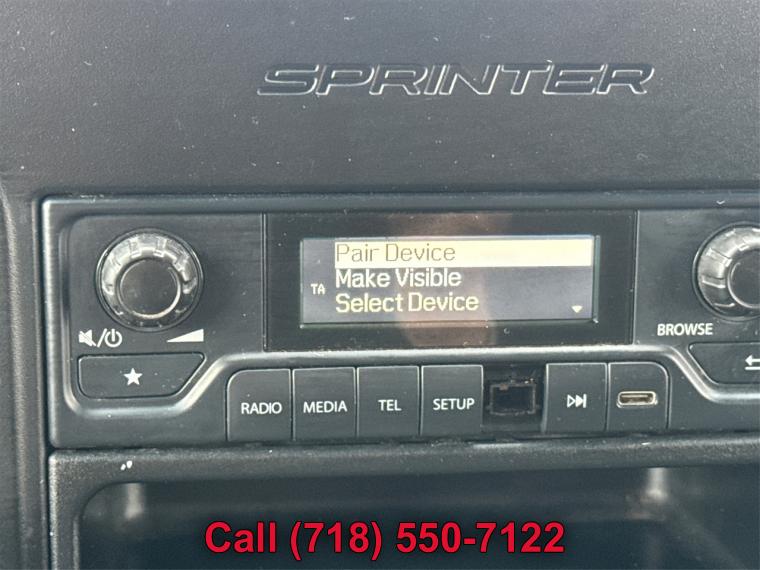 SPRINTER
Pair Device
Make Visible
TA
Select Device
BROWSE
RADIO
MEDIA
TEL
SETUP
Call (718) 550-7122